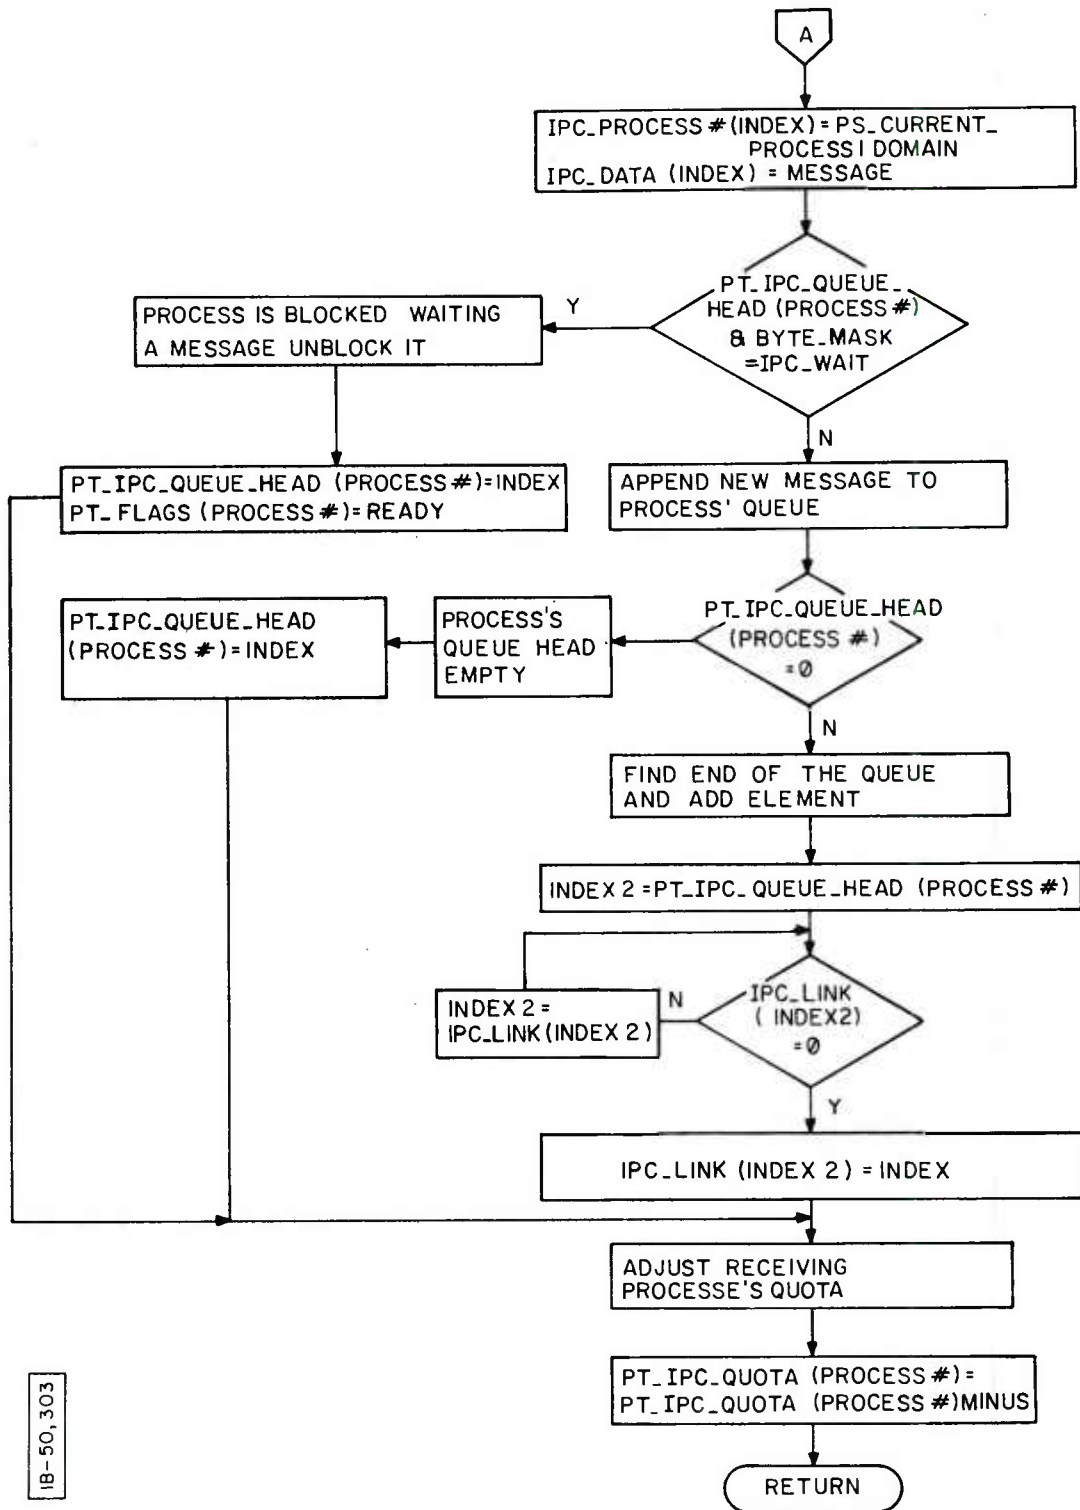 A
IPC_PROCESS #(INDEX)=PS_CURRENT_
PROCESS I DOMAIN
IPC_DATA (INDEX) = MESSAGE
PT_IPC_QUEUE_
HEAD (PROCESS #)
& BYTE_MASK
=IPC_WAIT
Y
PROCESS IS BLOCKED WAITING
A MESSAGE UNBLOCK IT
N
PT_IPC_QUEUE_HEAD (PROCESS #)=INDEX
PT_FLAGS (PROCESS #)=READY
APPEND NEW MESSAGE TO
PROCESS' QUEUE
PT_IPC_QUEUE_HEAD
(PROCESS #)
=Ø
PROCESS'S
QUEUE HEAD
EMPTY
PT_IPC_QUEUE_HEAD
(PROCESS #)=INDEX
N
FIND END OF THE QUEUE
AND ADD ELEMENT
INDEX 2 =PT_IPC_QUEUE_HEAD (PROCESS #)
IPC_LINK
( INDEX2)
=Ø
N
INDEX 2 =
IPC_LINK (INDEX 2)
Y
IPC_LINK (INDEX 2) = INDEX
ADJUST RECEIVING
PROCESSE'S QUOTA
PT_IPC_QUOTA (PROCESS #)=
PT_IPC_QUOTA (PROCESS #)MINUS
RETURN
IB-50,303